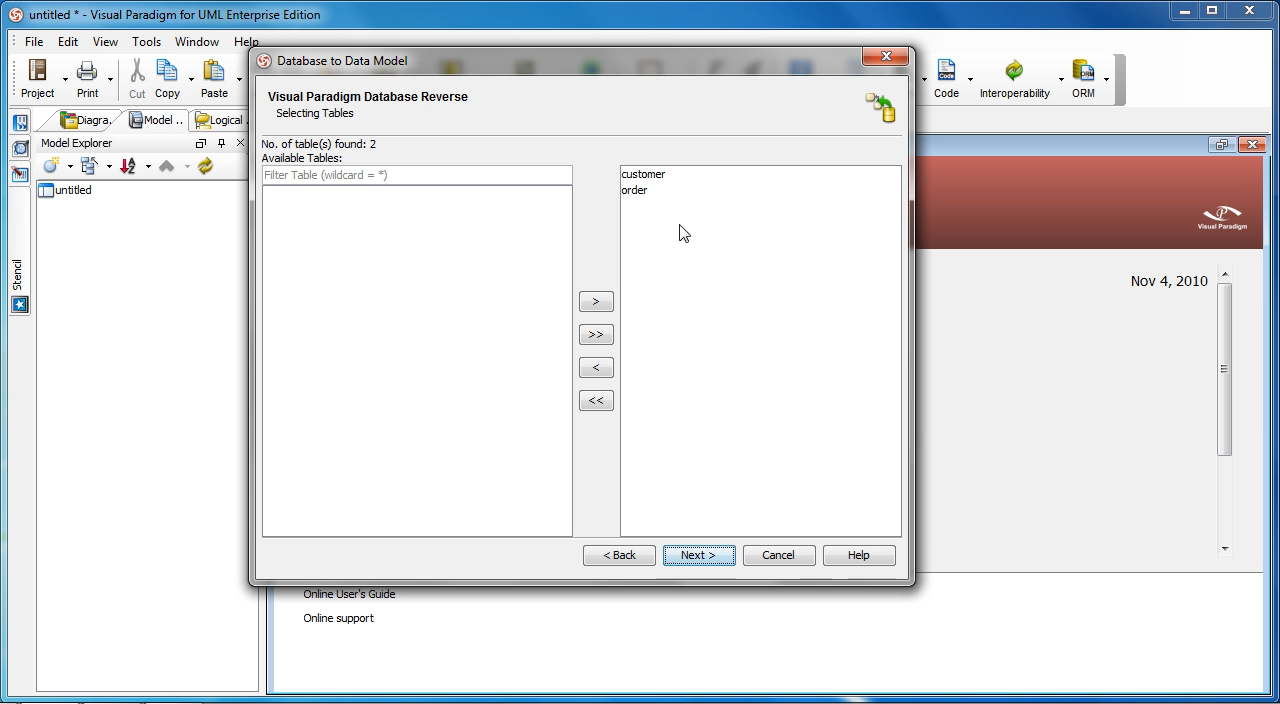 untitled * - Visual Paradigm for UML Enterprise Edition
File Edit View Tools Window Help
Project Print Cut Copy Paste Code Interoperability ORM
Code
ORM
Diagra. Model .. Logical
Model Explorer
untitled
Stencil
Database to Data Model
Visual Paradigm Database Reverse
Selecting Tables
No. of table(s) found: 2
Available Tables:
Filter Table (wildcard = *)
customer
order
>
>>
<
<<
< Back Next > Cancel Help
Visual Paradigm
Nov 4, 2010
Online User's Guide
Online support